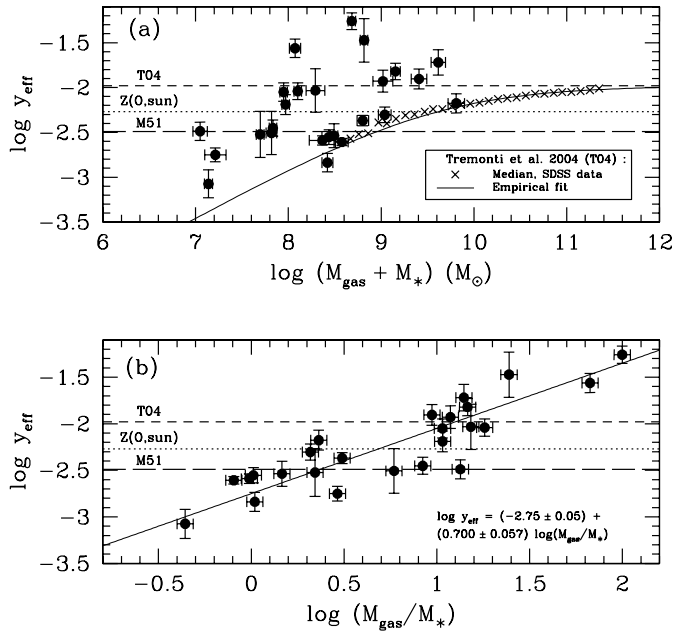 (a)
log y_eff
−1.5
−2
−2.5
−3
−3.5
T04
Z(O,sun)
M51
Tremonti et al. 2004 (T04) :
× Median, SDSS data
Empirical fit
6 7 8 9 10 11 12
log (M_gas + M_*) (M_⊙)
(b)
log y_eff
−1.5
−2
−2.5
−3
−3.5
T04
Z(O,sun)
M51
log y_eff = (−2.75 ± 0.05) +
(0.700 ± 0.057) log(M_gas/M_*)
−0.5 0 0.5 1 1.5 2
log (M_gas/M_*)